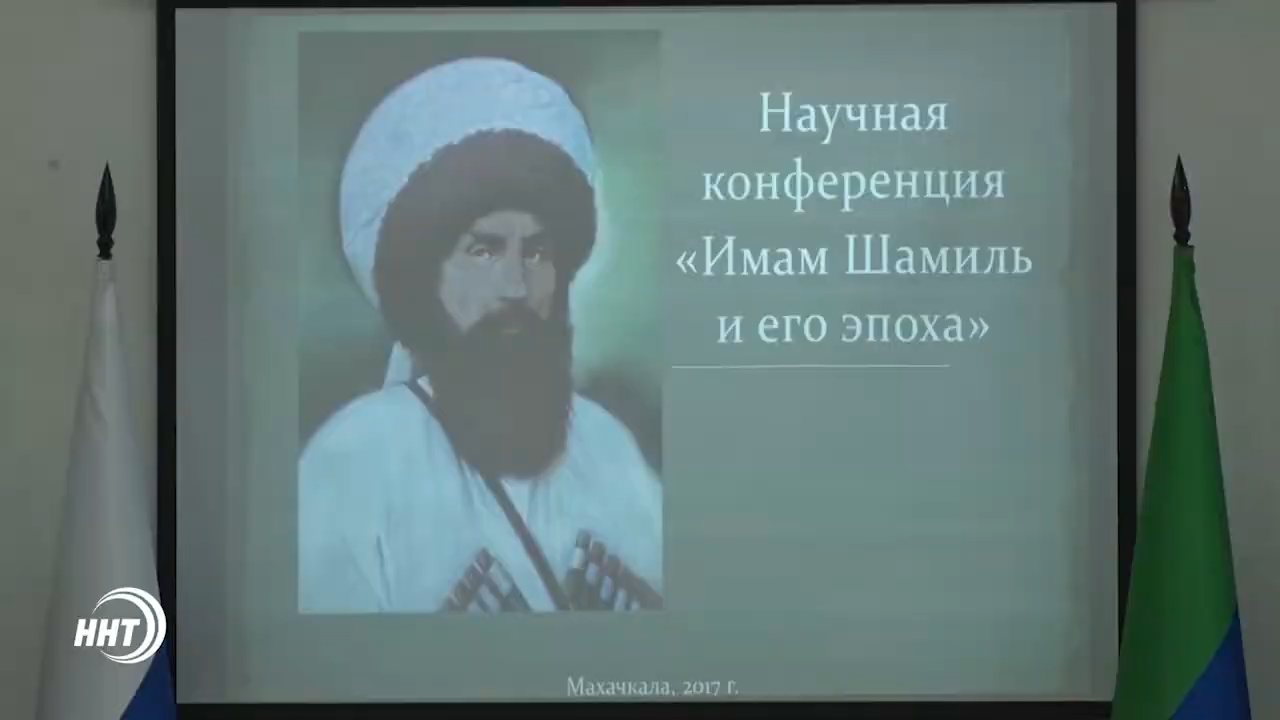 Научная
конференция
«Имам Шамиль
и его эпоха»
Махачкала, 2017 г.
ННТ